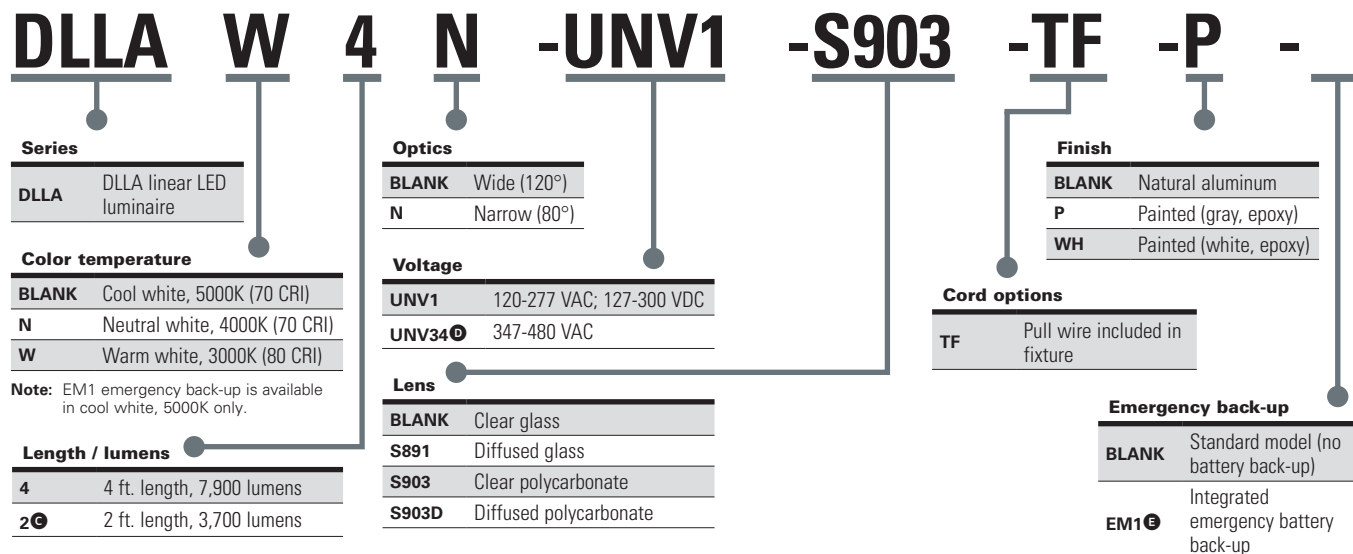 DLLA W 4 N -UNV1 -S903 -TF -P -
Series
DLLA DLLA linear LED
luminaire
Color temperature
BLANK Cool white, 5000K (70 CRI)
N Neutral white, 4000K (70 CRI)
W Warm white, 3000K (80 CRI)
Note: EM1 emergency back-up is available
in cool white, 5000K only.
Length / lumens
4 4 ft. length, 7,900 lumens
2 C 2 ft. length, 3,700 lumens
Optics
BLANK Wide (120°)
N Narrow (80°)
Voltage
UNV1 120-277 VAC; 127-300 VDC
UNV34 D 347-480 VAC
Lens
BLANK Clear glass
S891 Diffused glass
S903 Clear polycarbonate
S903D Diffused polycarbonate
Finish
BLANK Natural aluminum
P Painted (gray, epoxy)
WH Painted (white, epoxy)
Cord options
TF Pull wire included in
fixture
Emergency back-up
BLANK Standard model (no
battery back-up)
EM1 E Integrated
emergency battery
back-up